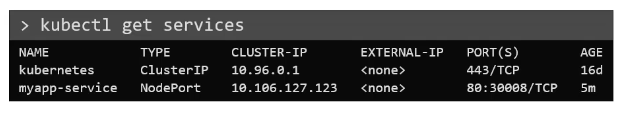 > kubectl get services
NAME TYPE CLUSTER-IP EXTERNAL-IP PORT(S) AGE
kubernetes ClusterIP 10.96.0.1 <none> 443/TCP 16d
myapp-service NodePort 10.106.127.123 <none> 80:30008/TCP 5m